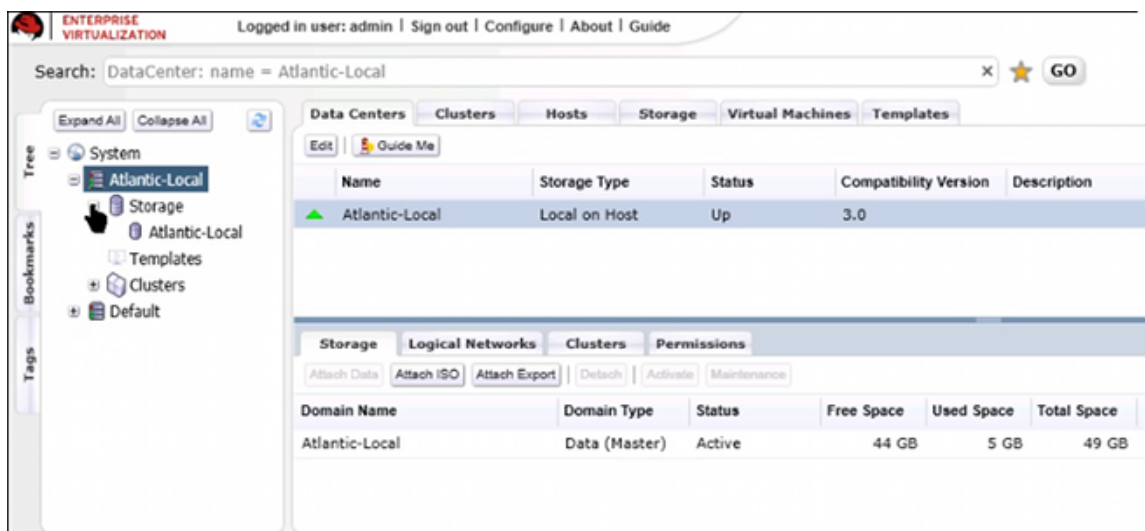 ENTERPRISE
VIRTUALIZATION
Logged in user: admin | Sign out | Configure | About | Guide
Search: DataCenter: name = Atlantic-Local x GO
Expand All Collapse All
Tree
Bookmarks
Tags
System
Atlantic-Local
Storage
Atlantic-Local
Templates
Clusters
Default
Data Centers Clusters Hosts Storage Virtual Machines Templates
Edit | Guide Me
Name Storage Type Status Compatibility Version Description
Atlantic-Local Local on Host Up 3.0
Storage Logical Networks Clusters Permissions
Attach Data Attach ISO Attach Export | Detach | Activate Maintenance
Domain Name Domain Type Status Free Space Used Space Total Space
Atlantic-Local Data (Master) Active 44 GB 5 GB 49 GB